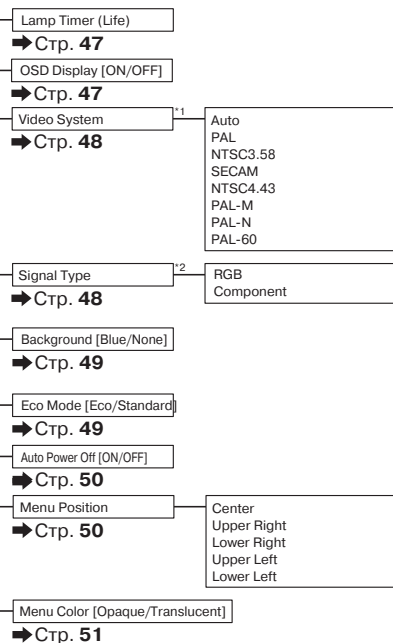 Lamp Timer (Life)
➡Стр. 47
OSD Display [ON/OFF]
➡Стр. 47
Video System
*1
➡Стр. 48
Auto
PAL
NTSC3.58
SECAM
NTSC4.43
PAL-M
PAL-N
PAL-60
Signal Type
*2
➡Стр. 48
RGB
Component
Background [Blue/None]
➡Стр. 49
Eco Mode [Eco/Standard]
➡Стр. 49
Auto Power Off [ON/OFF]
➡Стр. 50
Menu Position
➡Стр. 50
Center
Upper Right
Lower Right
Upper Left
Lower Left
Menu Color [Opaque/Translucent]
➡Стр. 51